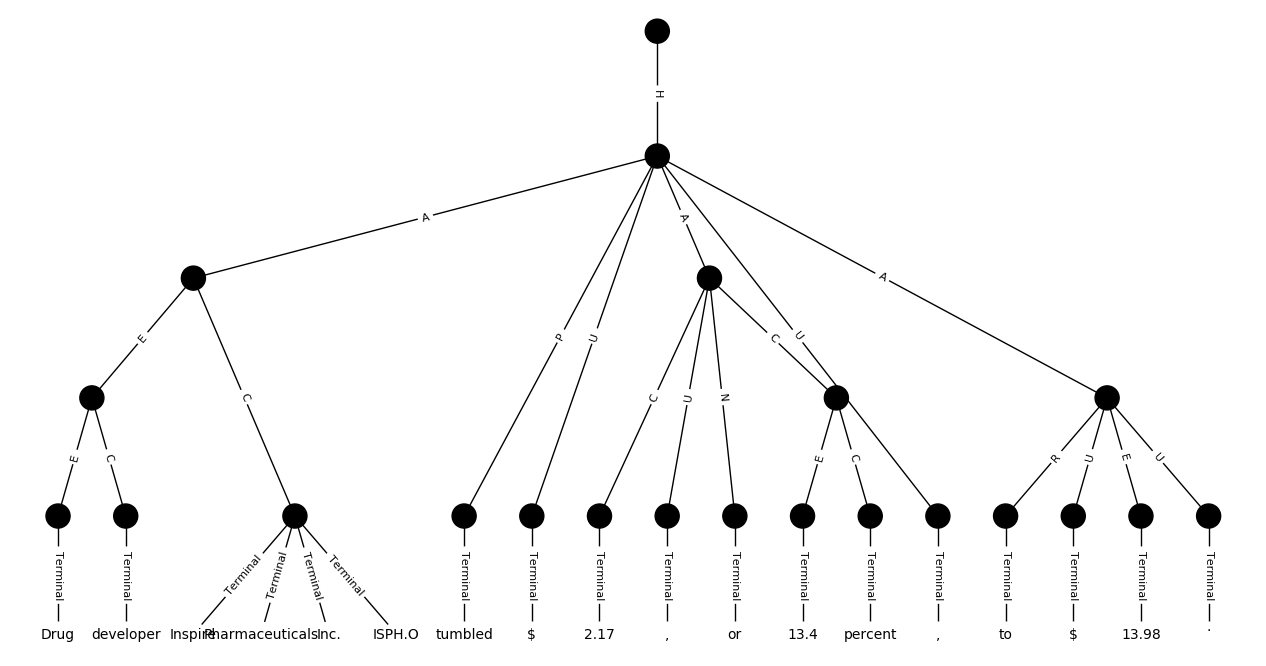 H
A
A
A
P
U
U
E
C
C
U
N
C
E
C
E
C
R
U
E
U
Terminal Terminal Terminal Terminal Terminal Terminal Terminal Terminal Terminal Terminal Terminal Terminal Terminal Terminal Terminal Terminal Terminal Terminal
Drug developer Inspire Pharmaceuticals Inc. ISPH.O tumbled $ 2.17 , or 13.4 percent , to $ 13.98 .